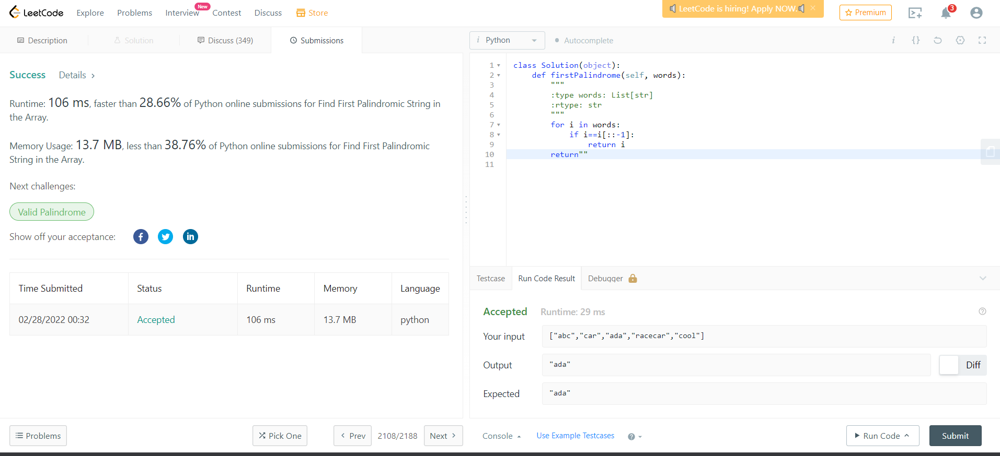 LeetCode Explore Problems Interview New Contest Discuss Store LeetCode is hiring! Apply NOW. Premium 3
Description Solution Discuss (349) Submissions
Success Details
Runtime: 106 ms, faster than 28.66% of Python online submissions for Find First Palindromic String in
the Array.
Memory Usage: 13.7 MB, less than 38.76% of Python online submissions for Find First Palindromic
String in the Array.
Next challenges:
Valid Palindrome
Show off your acceptance:
Time Submitted Status Runtime Memory Language
02/28/2022 00:32 Accepted 106 ms 13.7 MB python
Problems Pick One Prev 2108/2188 Next
i Python Autocomplete i {}
1 class Solution(object):
2 def firstPalindrome(self, words):
3 """
4 :type words: List[str]
5 :rtype: str
6 """
7 for i in words:
8 if i==i[::-1]:
9 return i
10 return""
11
Testcase Run Code Result Debugger
Accepted Runtime: 29 ms
Your input ["abc","car","ada","racecar","cool"]
Output "ada" Diff
Expected "ada"
Console Use Example Testcases Run Code Submit